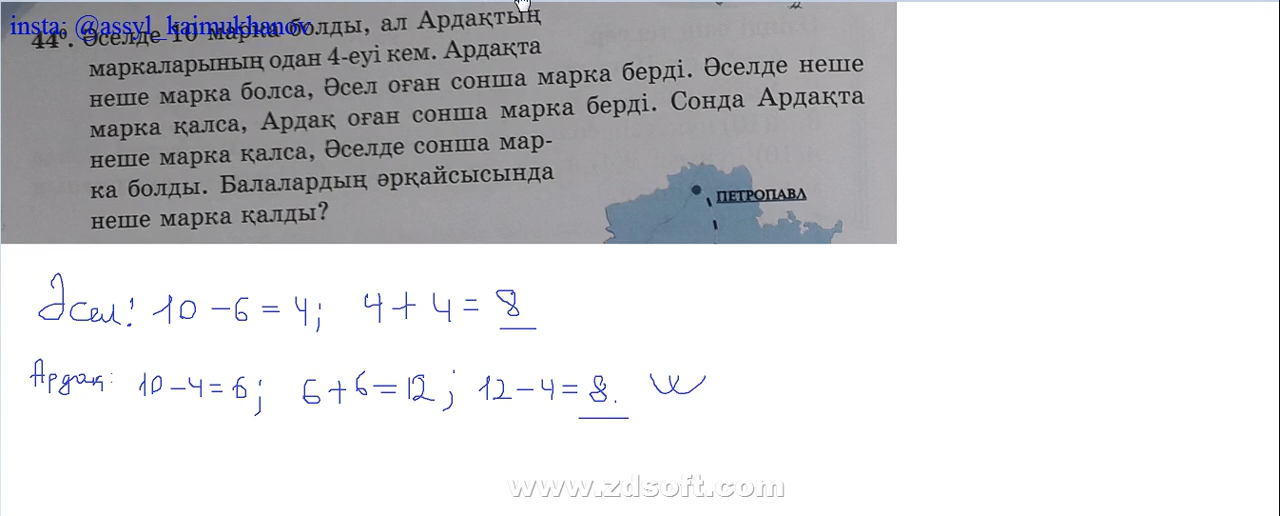 insta: @assyl_kajmukhanov
44⁰. Әселде 10 марка болды, ал Ардақтың
маркаларының одан 4-еуі кем. Ардақта
неше марка болса, Әсел оған сонша марка берді. Әселде неше
марка қалса, Ардақ оған сонша марка берді. Сонда Ардақта
неше марка қалса, Әселде сонша мар-
ка болды. Балалардың әрқайсысында
неше марка қалды?
ПЕТРОПАВЛ
Әсел: 10 - 6 = 4; 4 + 4 = 8
Ардақ: 10 - 4 = 6; 6 + 6 = 12; 12 - 4 = 8.
www.zdsoft.com